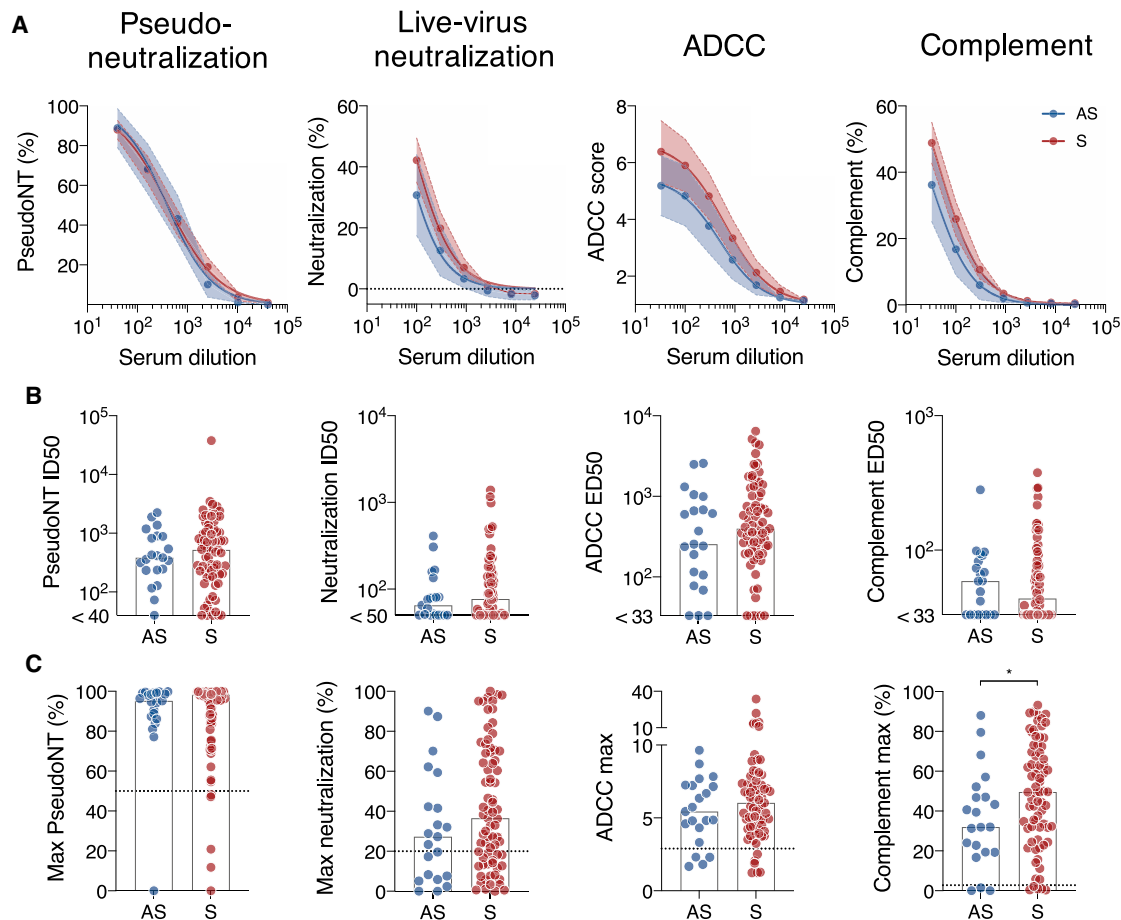 A
Pseudo-
neutralization
Live-virus
neutralization
ADCC
Complement
PseudoNT (%)
100
80
60
40
20
10¹ 10² 10³ 10⁴ 10⁵
Serum dilution
Neutralization (%)
60
40
20
0
10¹ 10² 10³ 10⁴ 10⁵
Serum dilution
ADCC score
8
6
4
2
10¹ 10² 10³ 10⁴ 10⁵
Serum dilution
Complement (%)
60
40
20
0
10¹ 10² 10³ 10⁴ 10⁵
Serum dilution
AS
S
B
PseudoNT ID50
10⁵
10⁴
10³
10²
< 40
AS S
Neutralization ID50
10⁴
10³
10²
< 50
AS S
ADCC ED50
10⁴
10³
10²
< 33
AS S
Complement ED50
10³
10²
< 33
AS S
C
Max PseudoNT (%)
100
80
60
40
20
0
AS S
Max neutralization (%)
100
80
60
40
20
0
AS S
ADCC max
40
10
10
5
0
AS S
Complement max (%)
100
80
60
40
20
0
*
AS S